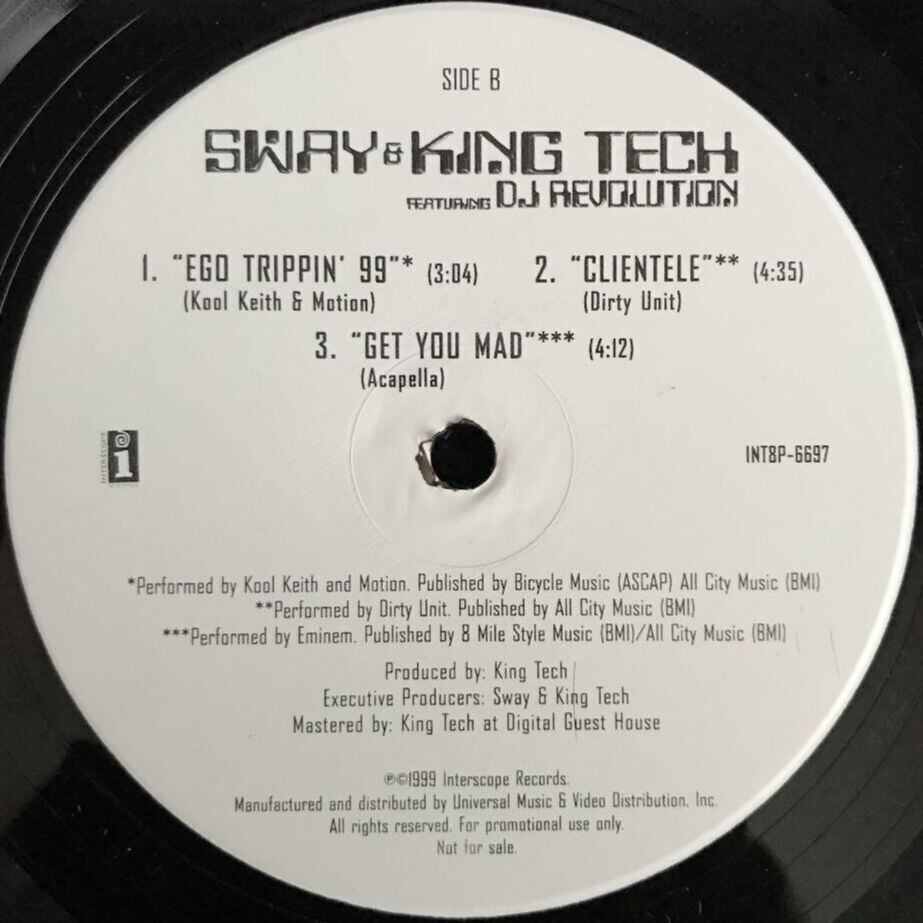 SIDE B
SWAY & KING TECH
FEATURING DJ REVOLUTION
1. "EGO TRIPPIN' 99"* (3:04) 2. "CLIENTELE"** (4:35)
(Kool Keith & Motion) (Dirty Unit)
3. "GET YOU MAD"*** (4:12)
(Acapella)
INTERSCOPE
i
INT8P-6697
*Performed by Kool Keith and Motion. Published by Bicycle Music (ASCAP) All City Music (BMI)
**Performed by Dirty Unit. Published by All City Music (BMI)
***Performed by Eminem. Published by 8 Mile Style Music (BMI)/All City Music (BMI)
Produced by: King Tech
Executive Producers: Sway & King Tech
Mastered by: King Tech at Digital Guest House
℗©1999 Interscope Records.
Manufactured and distributed by Universal Music & Video Distribution, Inc.
All rights reserved. For promotional use only.
Not for sale.